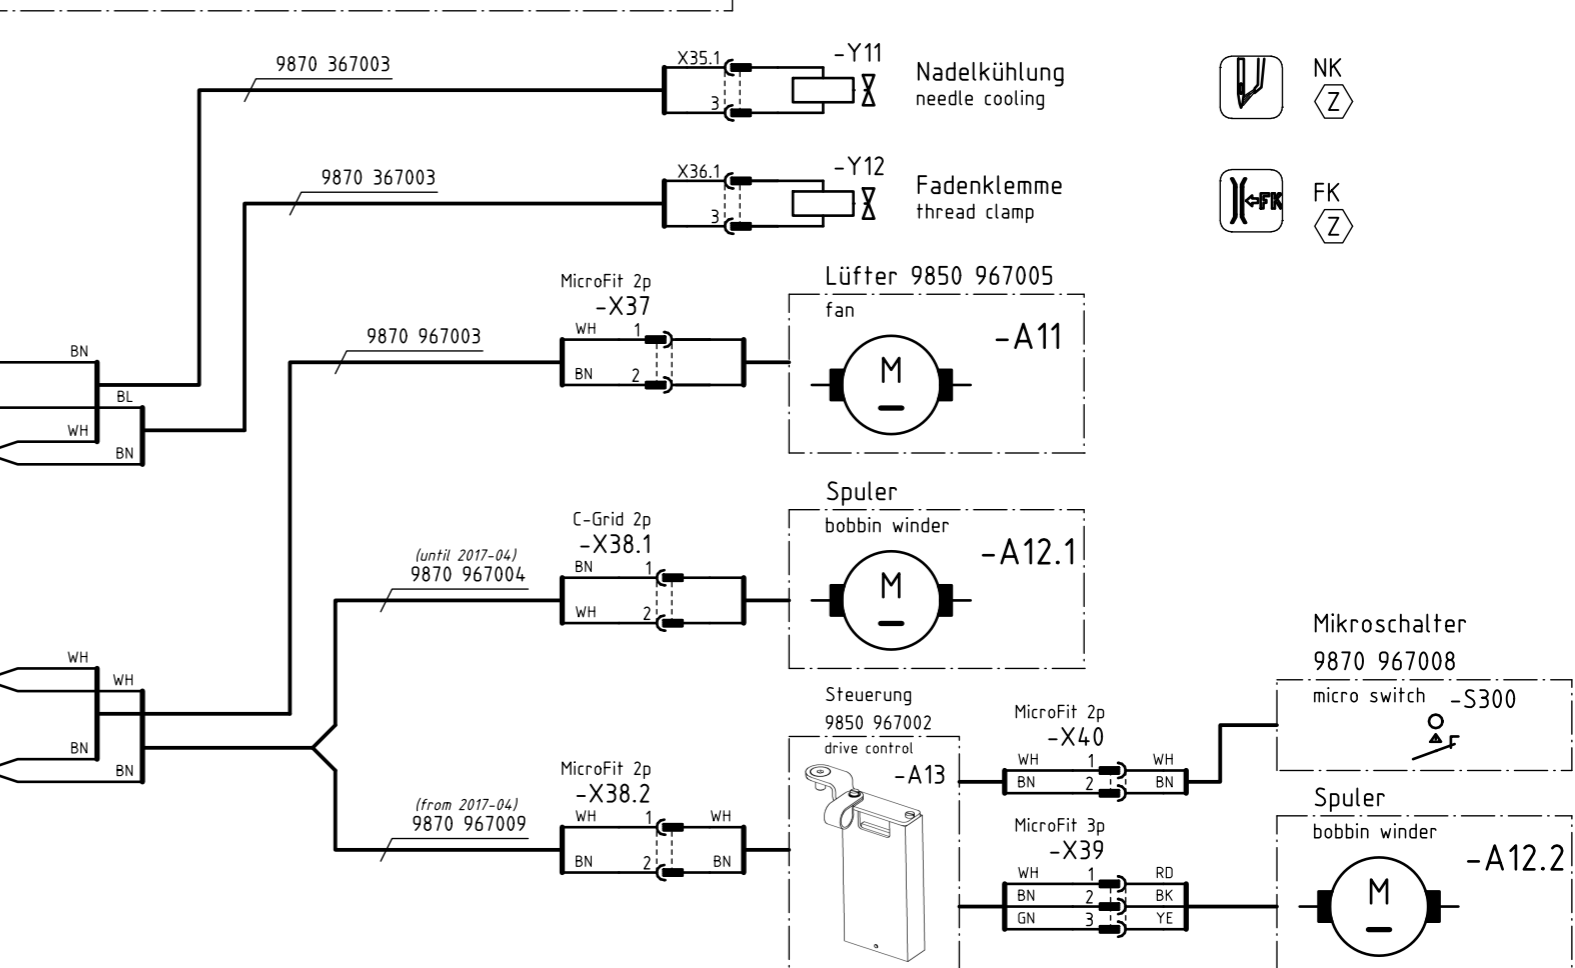 9870 367003
X35.1
3
-Y11
Nadelkühlung
needle cooling
NK
Z
9870 367003
X36.1
3
-Y12
Fadenklemme
thread clamp
FK
FK
Z
MicroFit 2p
-X37
9870 967003
WH 1
BN 2
Lüfter 9850 967005
fan
-A11
M
BN
BL
WH
BN
C-Grid 2p
-X38.1
(until 2017-04)
9870 967004
BN 1
WH 2
Spuler
bobbin winder
-A12.1
M
WH
WH
BN
BN
MicroFit 2p
-X38.2
(from 2017-04)
9870 967009
WH 1 WH
BN 2 BN
Steuerung
9850 967002
drive control
-A13
MicroFit 2p
-X40
WH 1 WH
BN 2 BN
Mikroschalter
9870 967008
micro switch -S300
MicroFit 3p
-X39
WH 1 RD
BN 2 BK
GN 3 YE
Spuler
bobbin winder
-A12.2
M